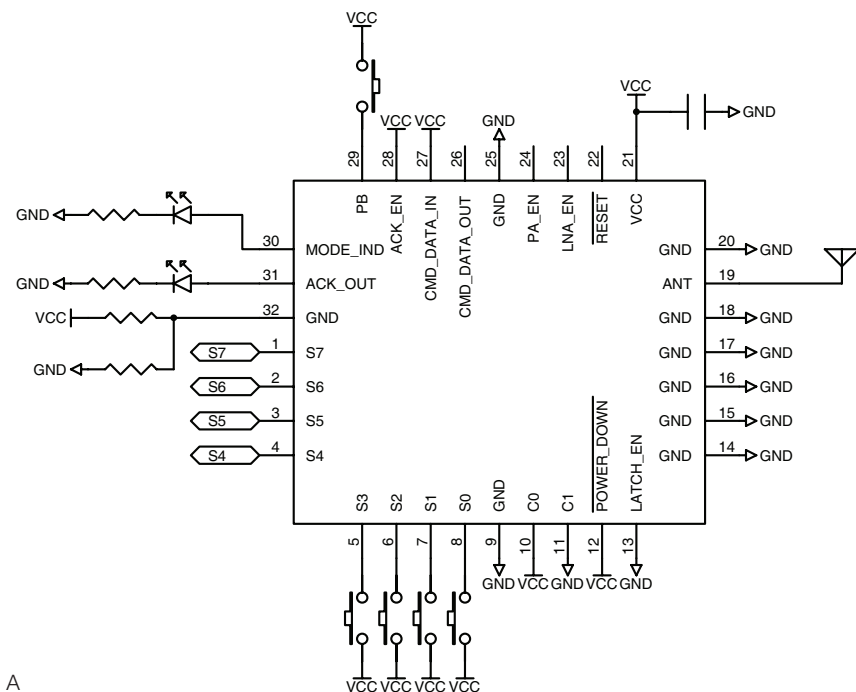 VCC
VCC VCC
GND
VCC
GND
29
28
27
26
25
24
23
22
21
PB
ACK_EN
CMD_DATA_IN
CMD_DATA_OUT
GND
PA_EN
LNA_EN
RESET
VCC
GND
30 MODE_IND
GND 20 GND
GND
31 ACK_OUT
ANT 19
VCC
32 GND
GND 18 GND
S7 1 S7
GND 17 GND
GND
S6 2 S6
GND 16 GND
S5 3 S5
GND 15 GND
S4 4 S4
GND 14 GND
S3
S2
S1
S0
GND
C0
C1
POWER_DOWN
LATCH_EN
5
6
7
8
9
10
11
12
13
GND VCC GND VCC GND
VCC VCC VCC VCC
A